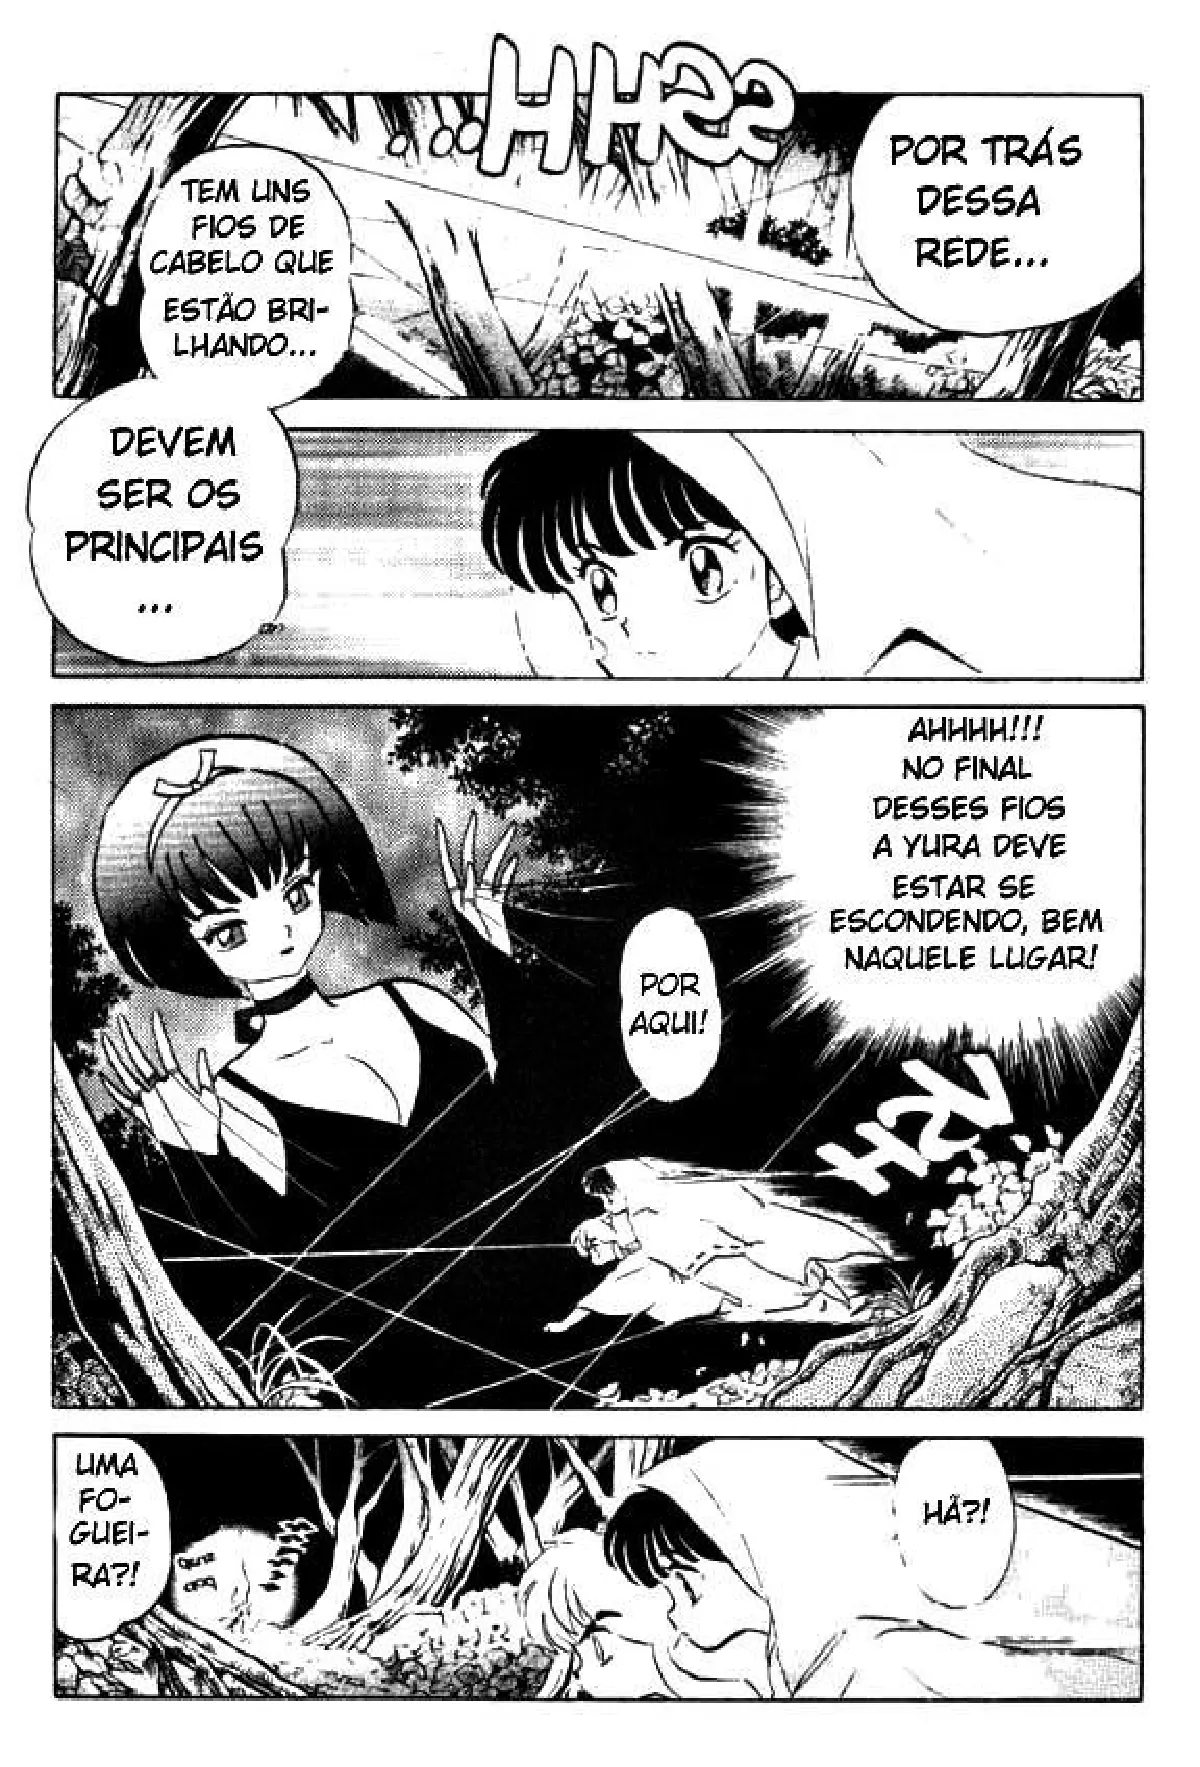 POR TRÁS
DESSA
REDE...
TEM UNS
FIOS DE
CABELO QUE
ESTÃO BRI-
LHANDO...
DEVEM
SER OS
PRINCIPAIS
...
AHHHH!!!
NO FINAL
DESSES FIOS
A YURA DEVE
ESTAR SE
ESCONDENDO, BEM
NAQUELE LUGAR!
POR
AQUI!
HÃ?!
UMA
FO-
GUEI-
RA?!